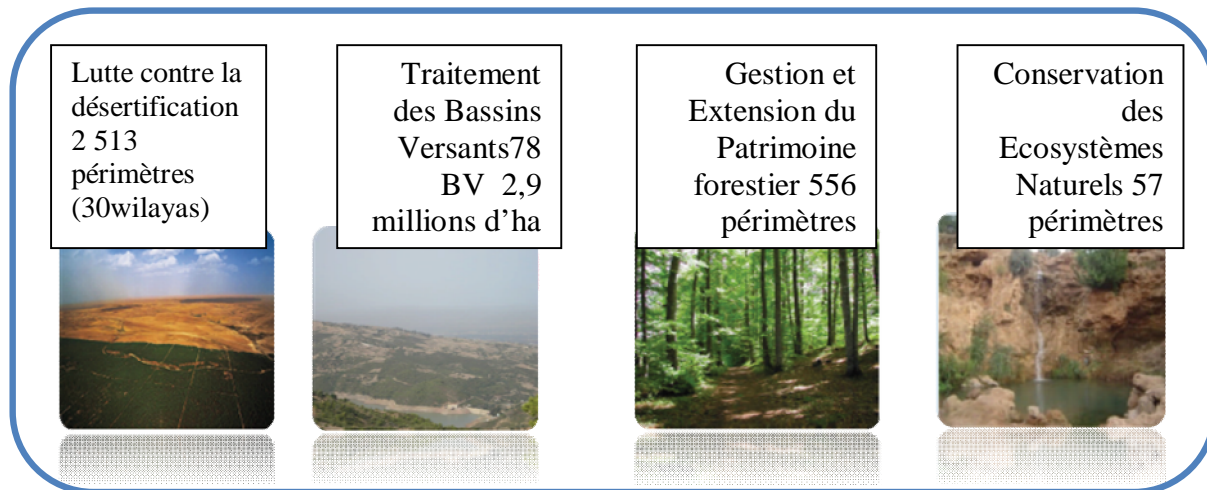 Lutte contre la
désertification
2 513
périmètres
(30wilayas)
Traitement
des Bassins
Versants78
BV 2,9
millions d’ha
Gestion et
Extension du
Patrimoine
forestier 556
périmètres
Conservation
des
Ecosystèmes
Naturels 57
périmètres